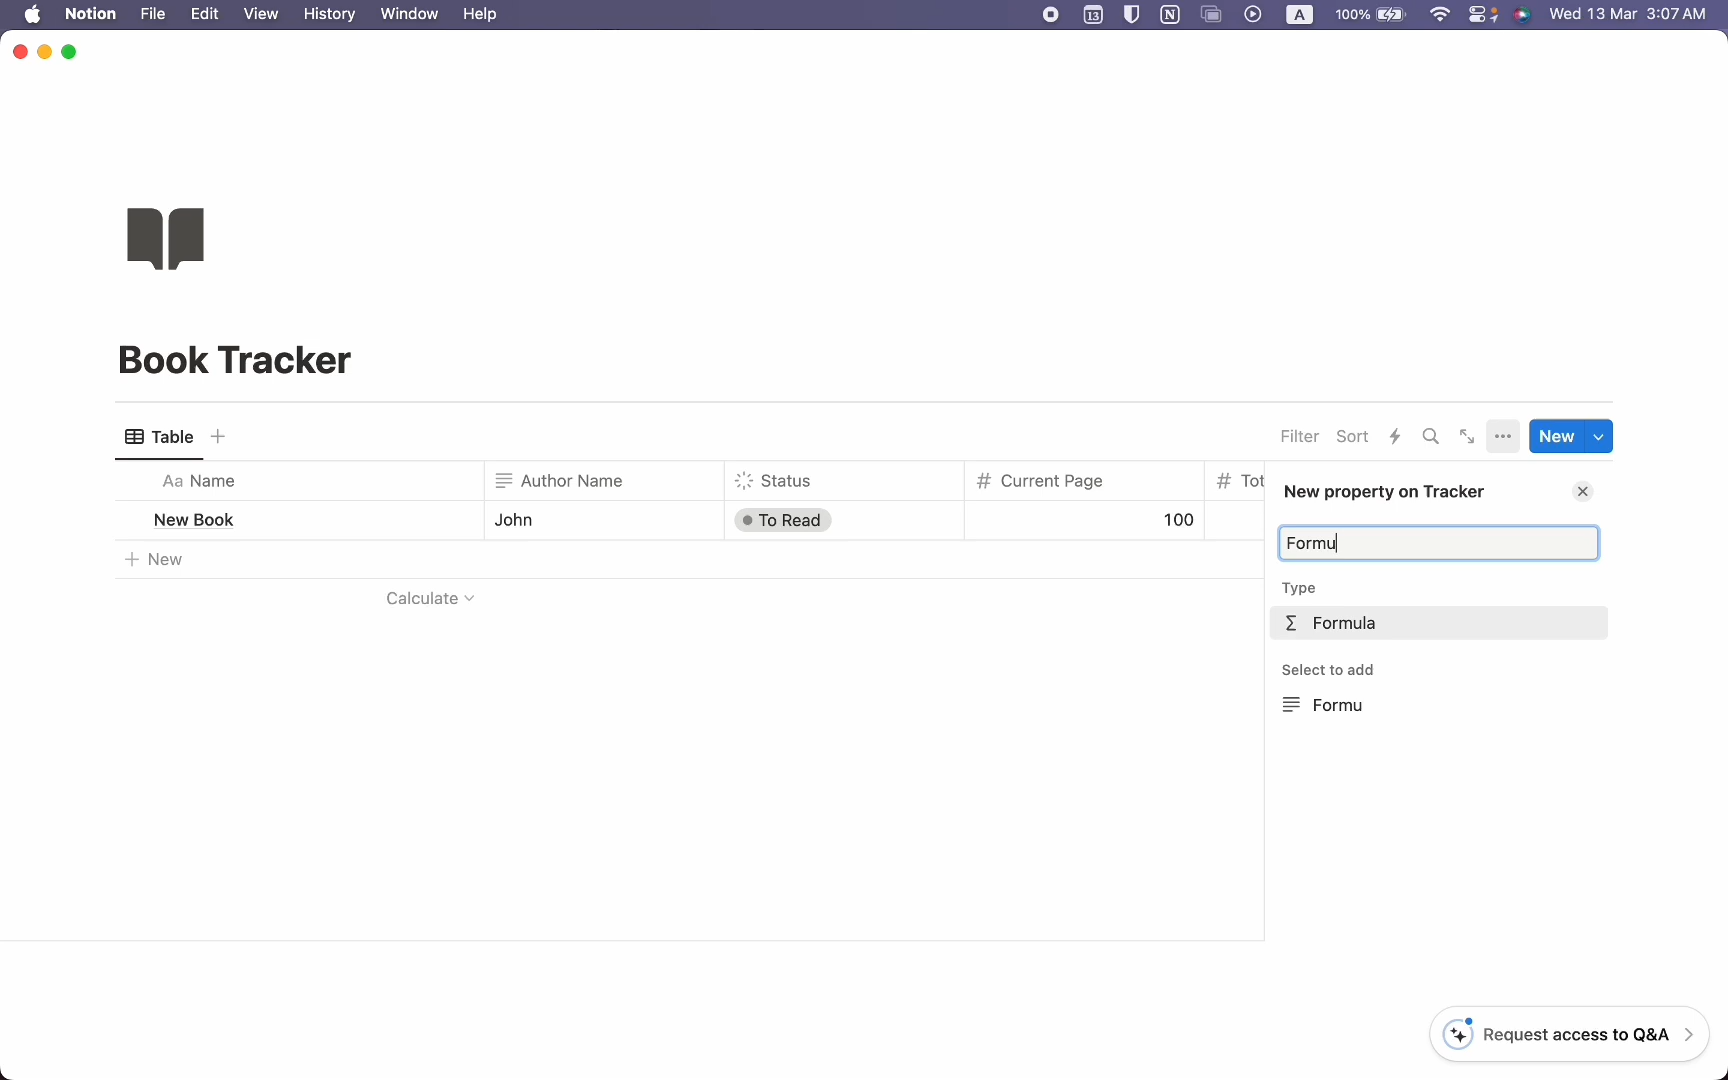 Notion File Edit View History Window Help 13 N A 100% Wed 13 Mar 3:07 AM
Book Tracker
Table Filter Sort New
Aa Name Author Name Status # Current Page # Tot
New Book John To Read 100
+ New
Calculate
New property on Tracker
Formu
Type
Σ Formula
Select to add
Formu
Request access to Q&A